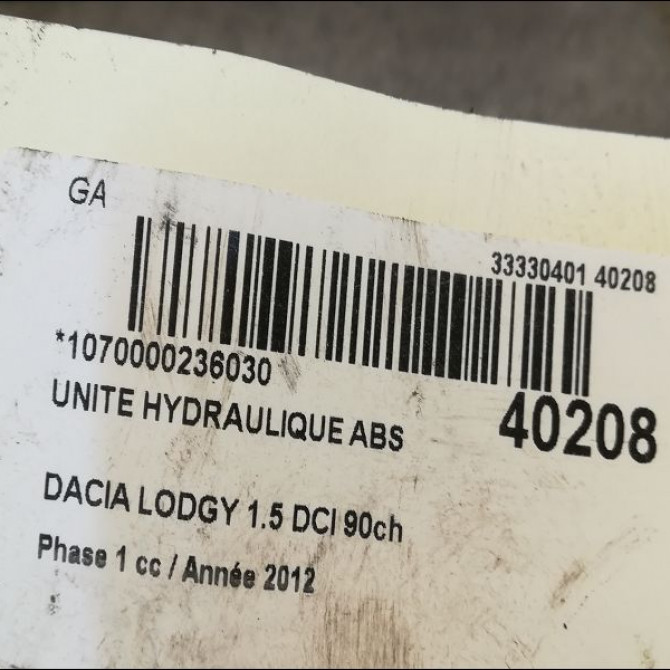 GA
33330401 40208
*1070000236030
40208
UNITE HYDRAULIQUE ABS
DACIA LODGY 1.5 DCI 90ch
Phase 1 cc / Année 2012